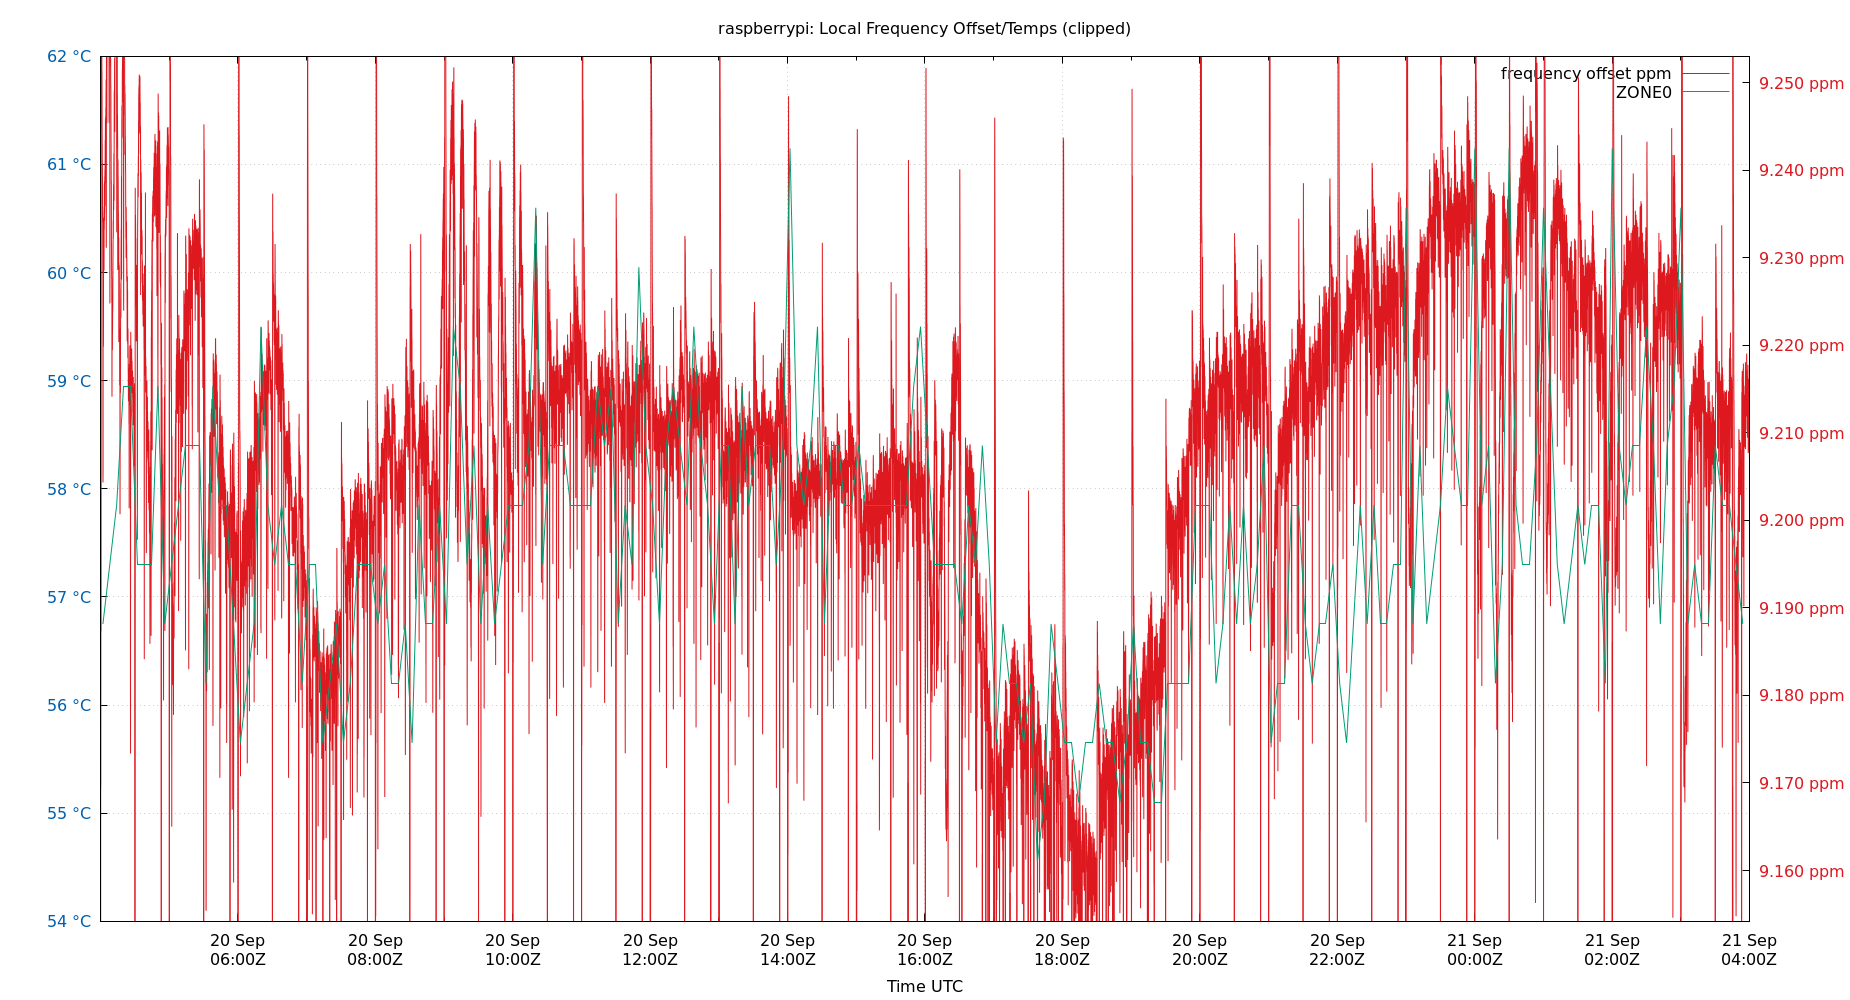 raspberrypi: Local Frequency Offset/Temps (clipped)
62 °C
61 °C
60 °C
59 °C
58 °C
57 °C
56 °C
55 °C
54 °C
frequency offset ppm
ZONE0
9.250 ppm
9.240 ppm
9.230 ppm
9.220 ppm
9.210 ppm
9.200 ppm
9.190 ppm
9.180 ppm
9.170 ppm
9.160 ppm
20 Sep 20 Sep 20 Sep 20 Sep 20 Sep 20 Sep 20 Sep 20 Sep 20 Sep 21 Sep 21 Sep 21 Sep
06:00Z 08:00Z 10:00Z 12:00Z 14:00Z 16:00Z 18:00Z 20:00Z 22:00Z 00:00Z 02:00Z 04:00Z
Time UTC